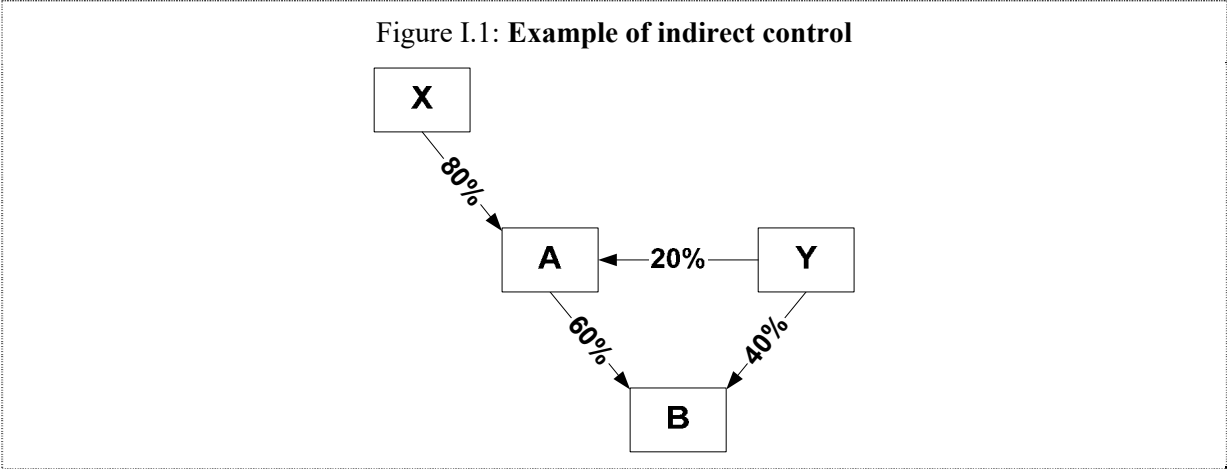 Figure I.1: Example of indirect control
X
80%
A
20%
Y
60%
40%
B